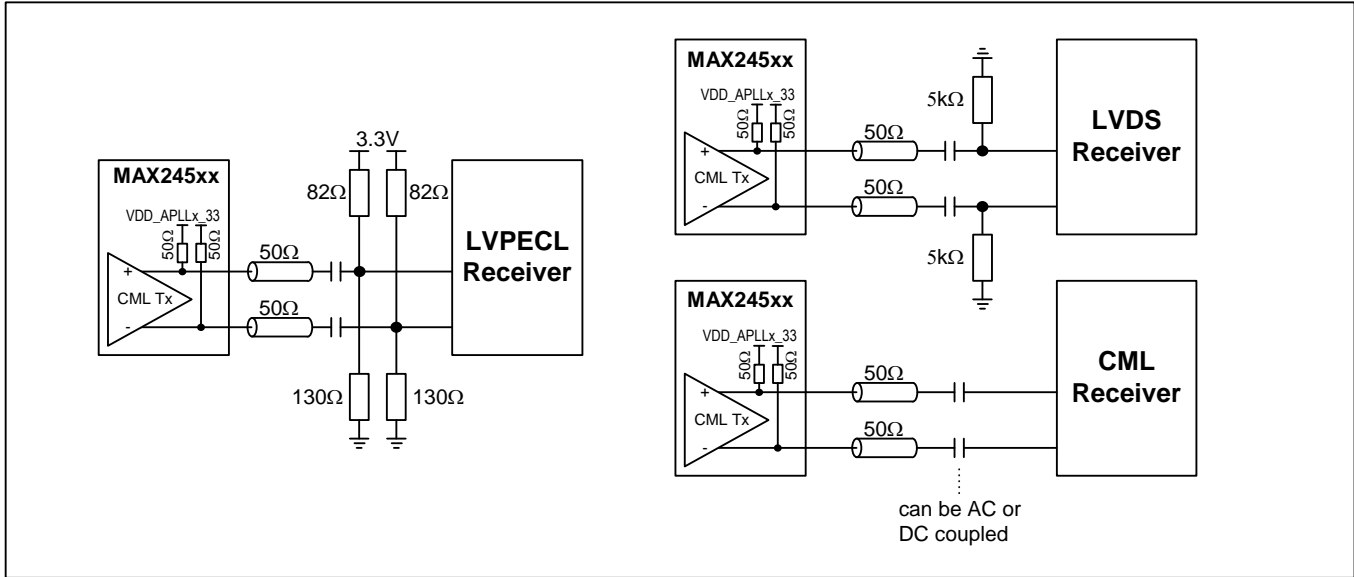 MAX245xx
VDD_APLLx_33
50Ω
50Ω
+
CML Tx
-
50Ω
50Ω
3.3V
82Ω
82Ω
130Ω
130Ω
LVPECL
Receiver
MAX245xx
VDD_APLLx_33
50Ω
50Ω
+
CML Tx
-
50Ω
50Ω
5kΩ
5kΩ
LVDS
Receiver
MAX245xx
VDD_APLLx_33
50Ω
50Ω
+
CML Tx
-
50Ω
50Ω
CML
Receiver
can be AC or
DC coupled